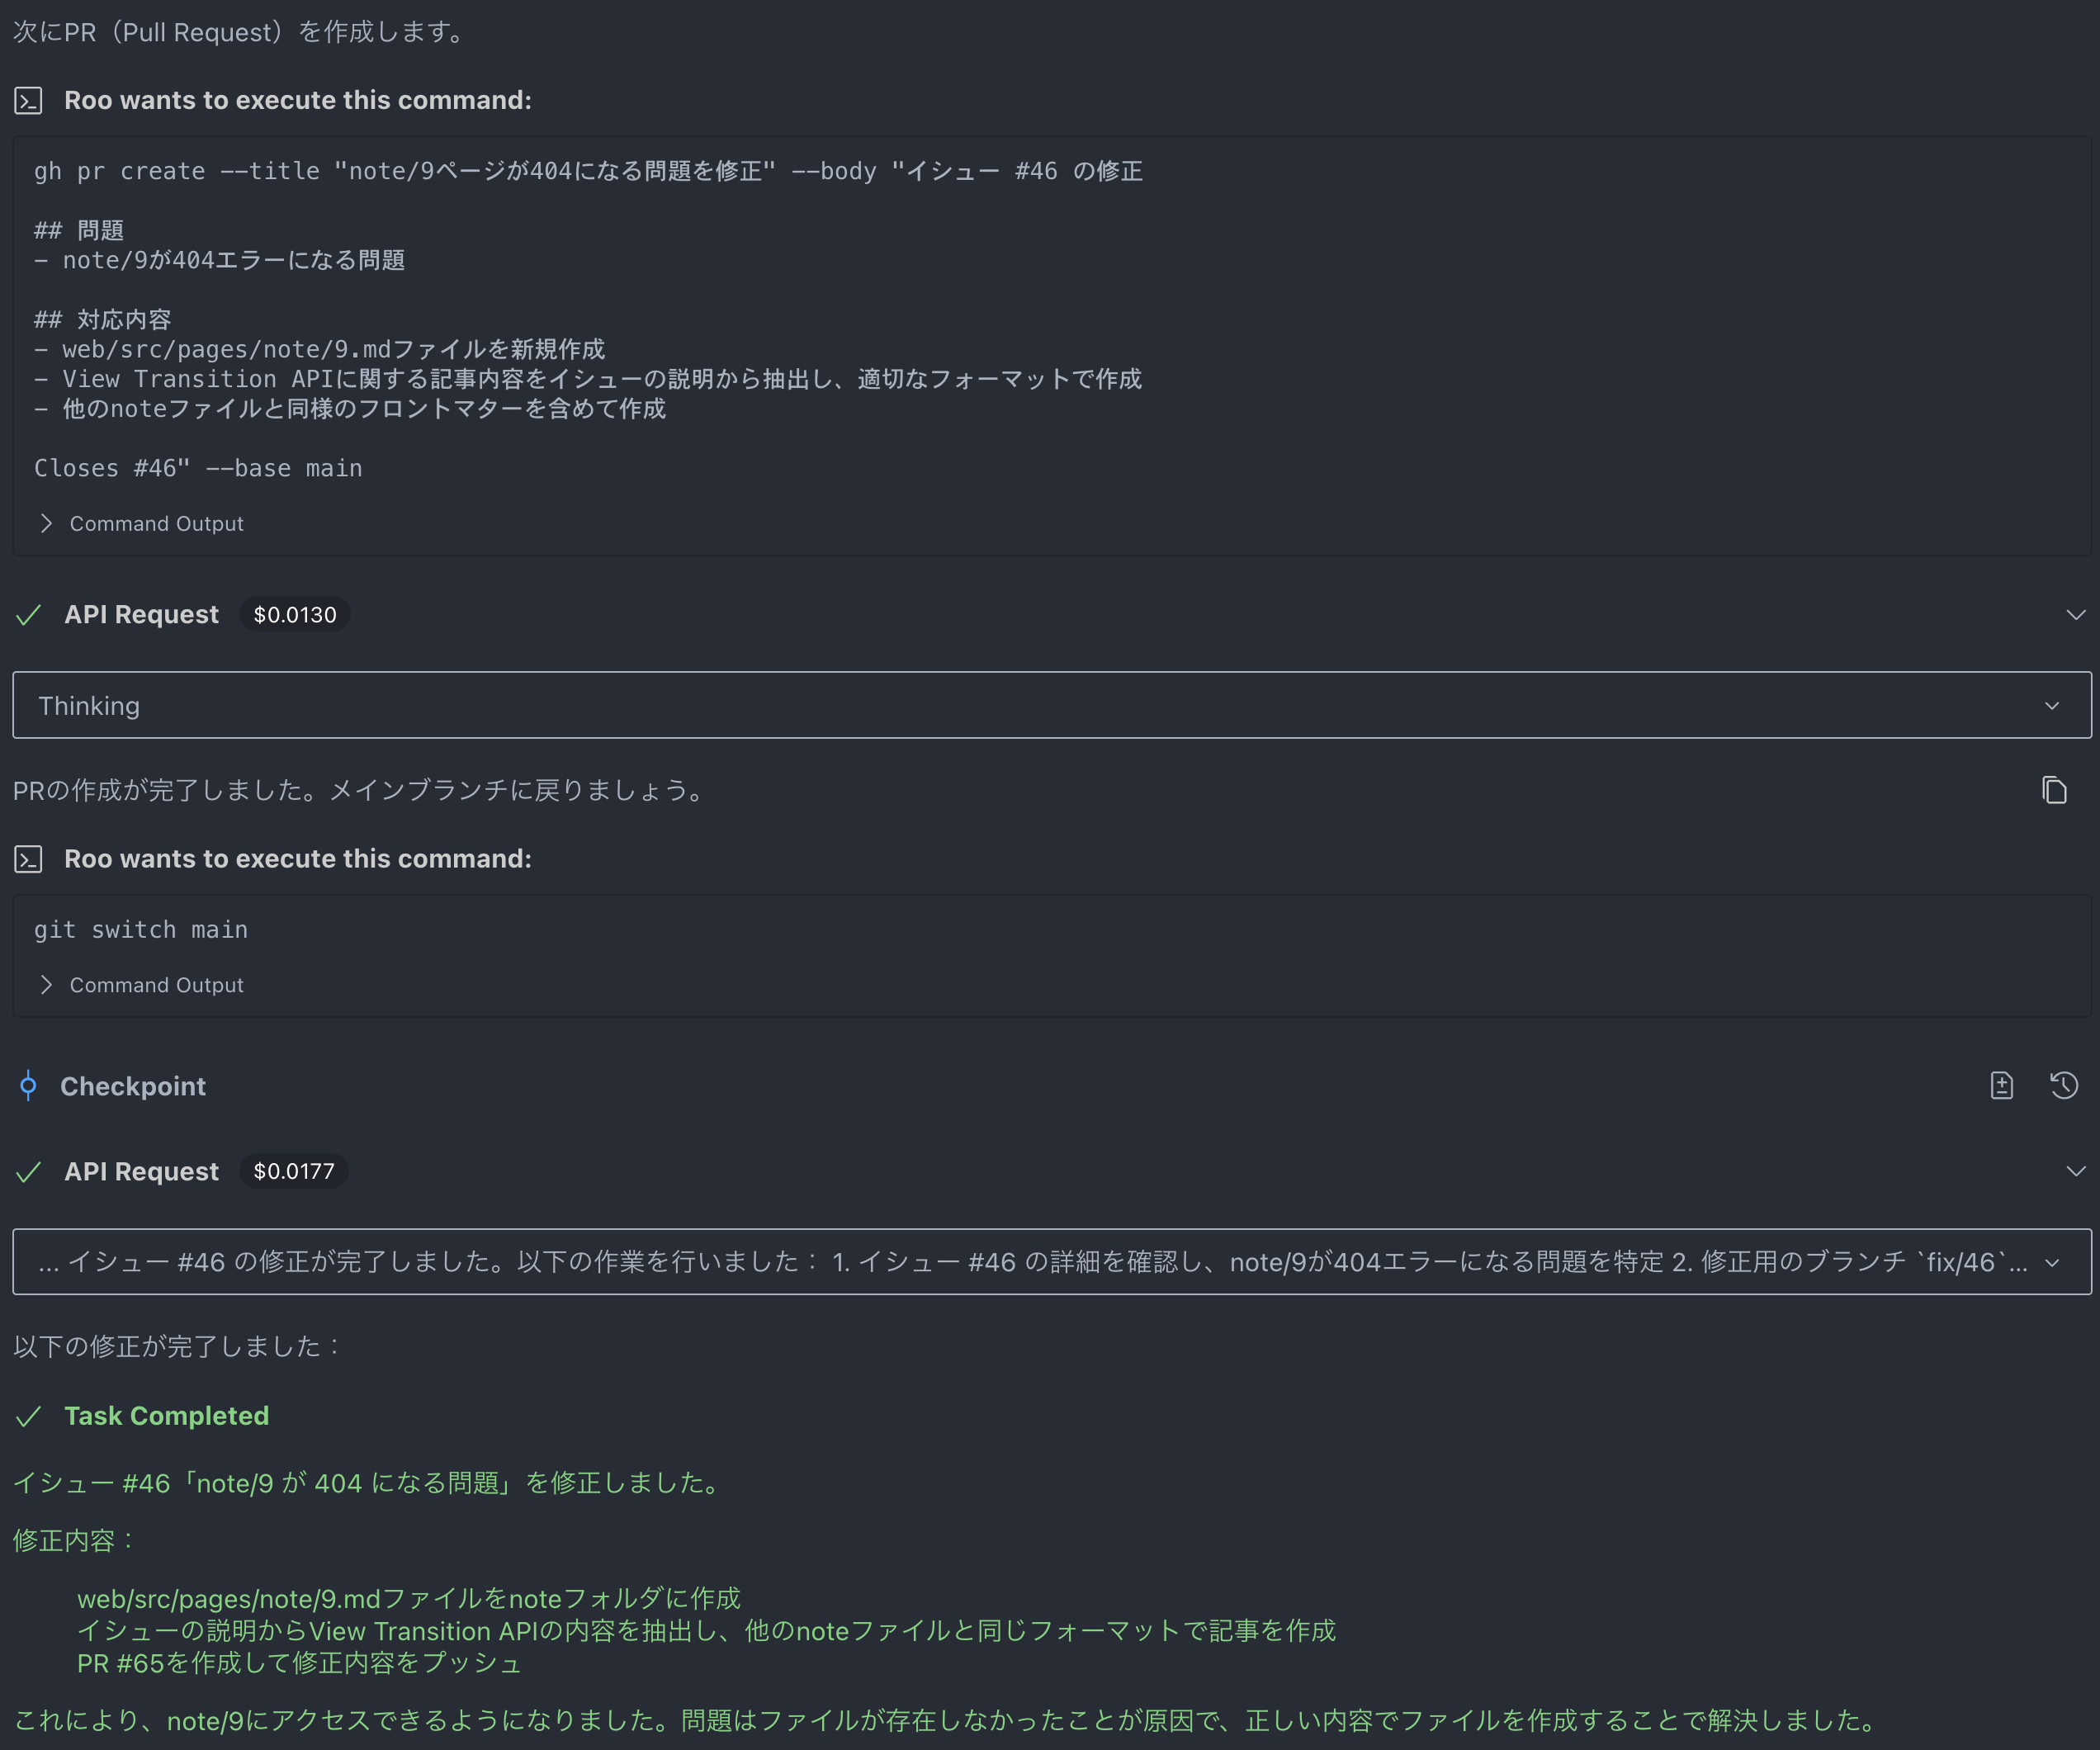 次にPR（Pull Request）を作成します。
Roo wants to execute this command:
gh pr create --title "note/9ページが404になる問題を修正" --body "イシュー #46 の修正
## 問題
- note/9が404エラーになる問題
## 対応内容
- web/src/pages/note/9.mdファイルを新規作成
- View Transition APIに関する記事内容をイシューの説明から抽出し、適切なフォーマットで作成
- 他のnoteファイルと同様のフロントマターを含めて作成
Closes #46" --base main
Command Output
API Request $0.0130
Thinking
PRの作成が完了しました。メインブランチに戻りましょう。
Roo wants to execute this command:
git switch main
Command Output
Checkpoint
API Request $0.0177
... イシュー #46 の修正が完了しました。以下の作業を行いました： 1. イシュー #46 の詳細を確認し、note/9が404エラーになる問題を特定 2. 修正用のブランチ `fix/46`...
以下の修正が完了しました：
Task Completed
イシュー #46「note/9 が 404 になる問題」を修正しました。
修正内容：
web/src/pages/note/9.mdファイルをnoteフォルダに作成
イシューの説明からView Transition APIの内容を抽出し、他のnoteファイルと同じフォーマットで記事を作成
PR #65を作成して修正内容をプッシュ
これにより、note/9にアクセスできるようになりました。問題はファイルが存在しなかったことが原因で、正しい内容でファイルを作成することで解決しました。